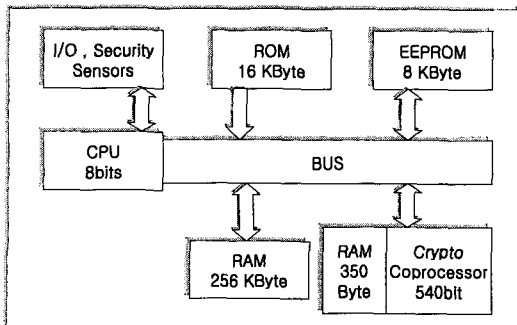 I/O , Security
Sensors
ROM
16 KByte
EEPROM
8 KByte
CPU
8bits
BUS
RAM
256 KByte
RAM
350
Byte
Crypto
Coprocessor
540bit